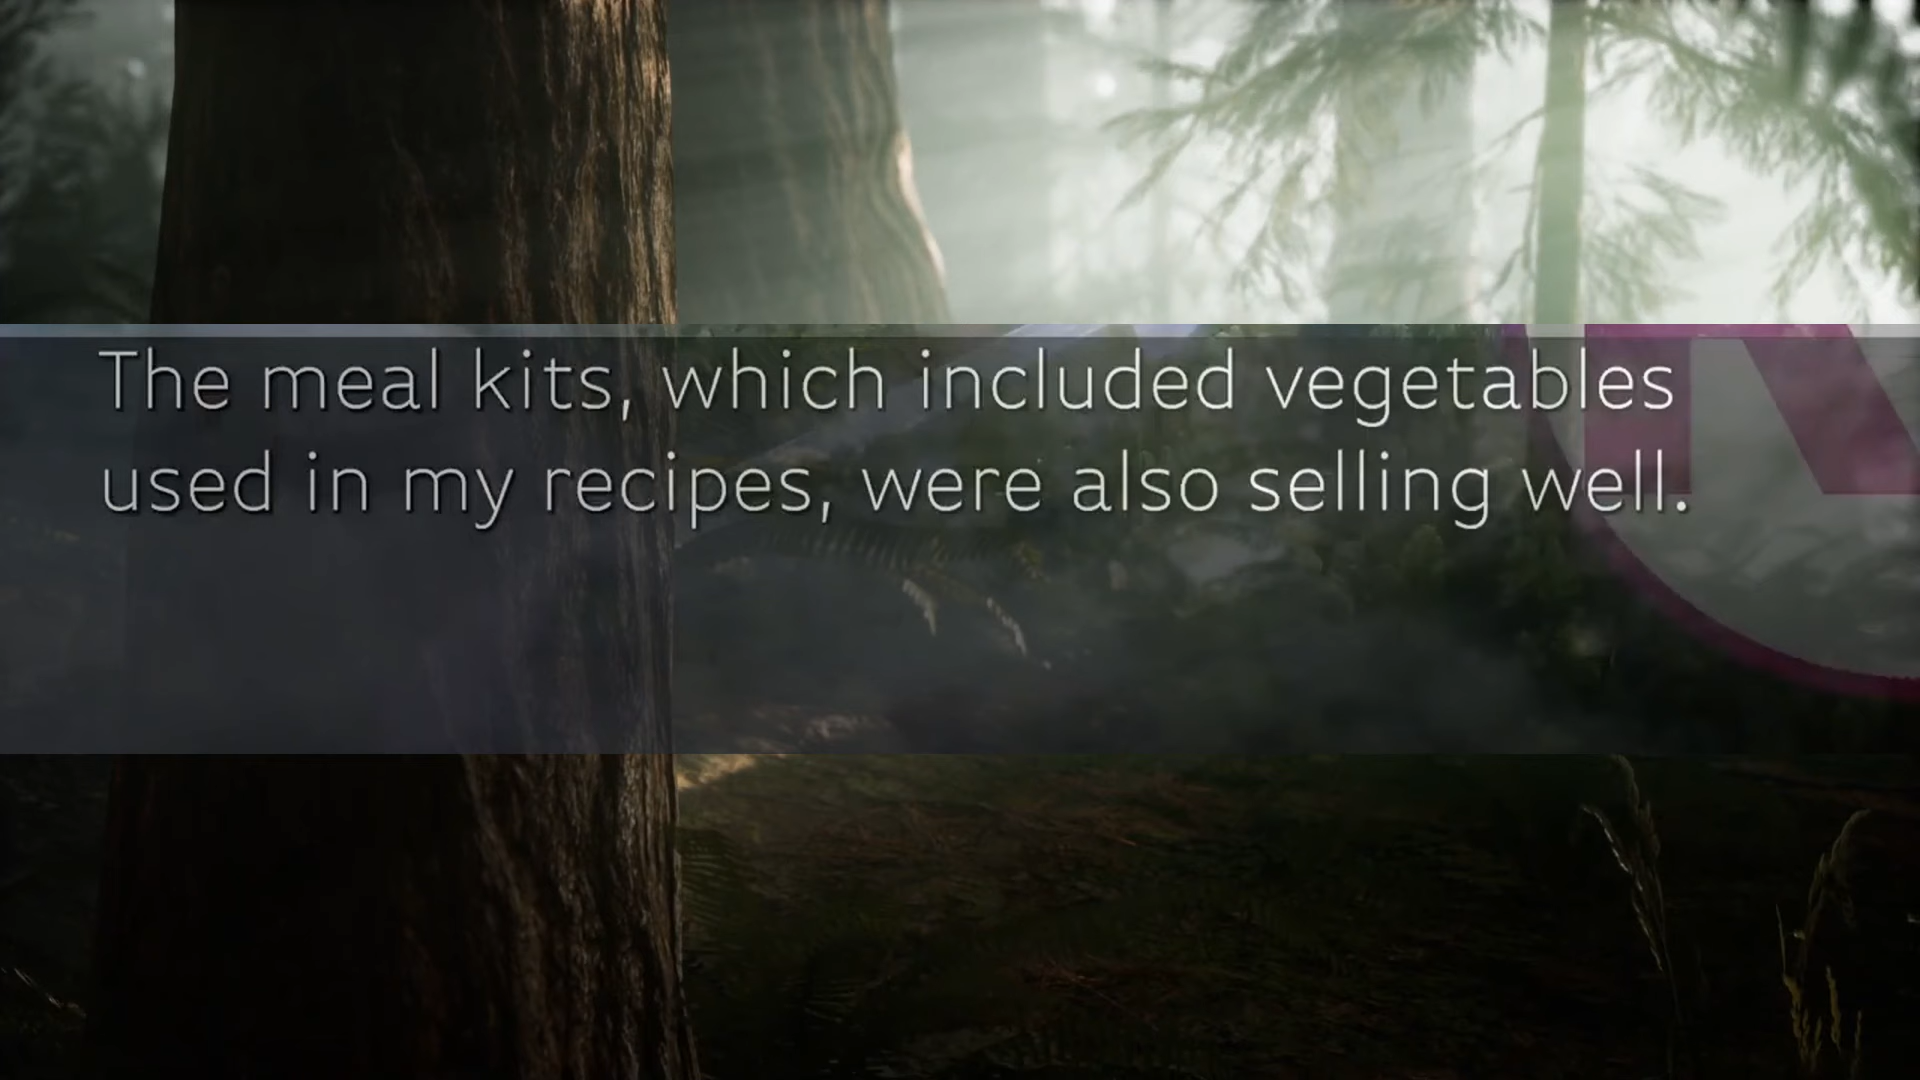 The meal kits, which included vegetables
used in my recipes, were also selling well.